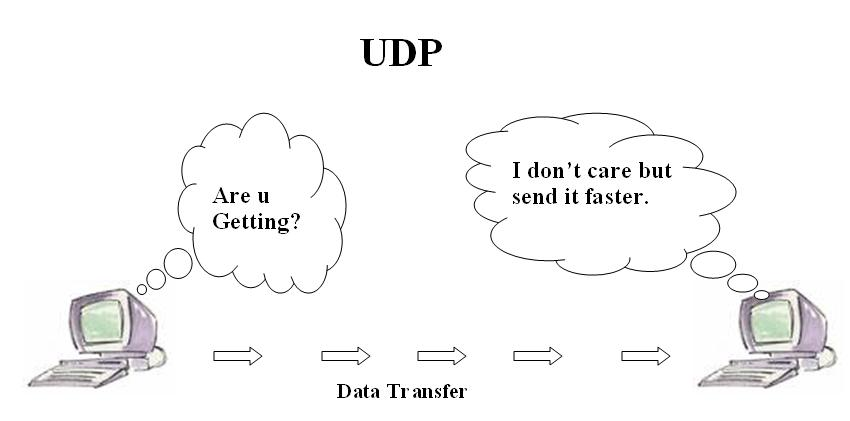 UDP
Are u
Getting?
I don’t care but
send it faster.
Data Transfer